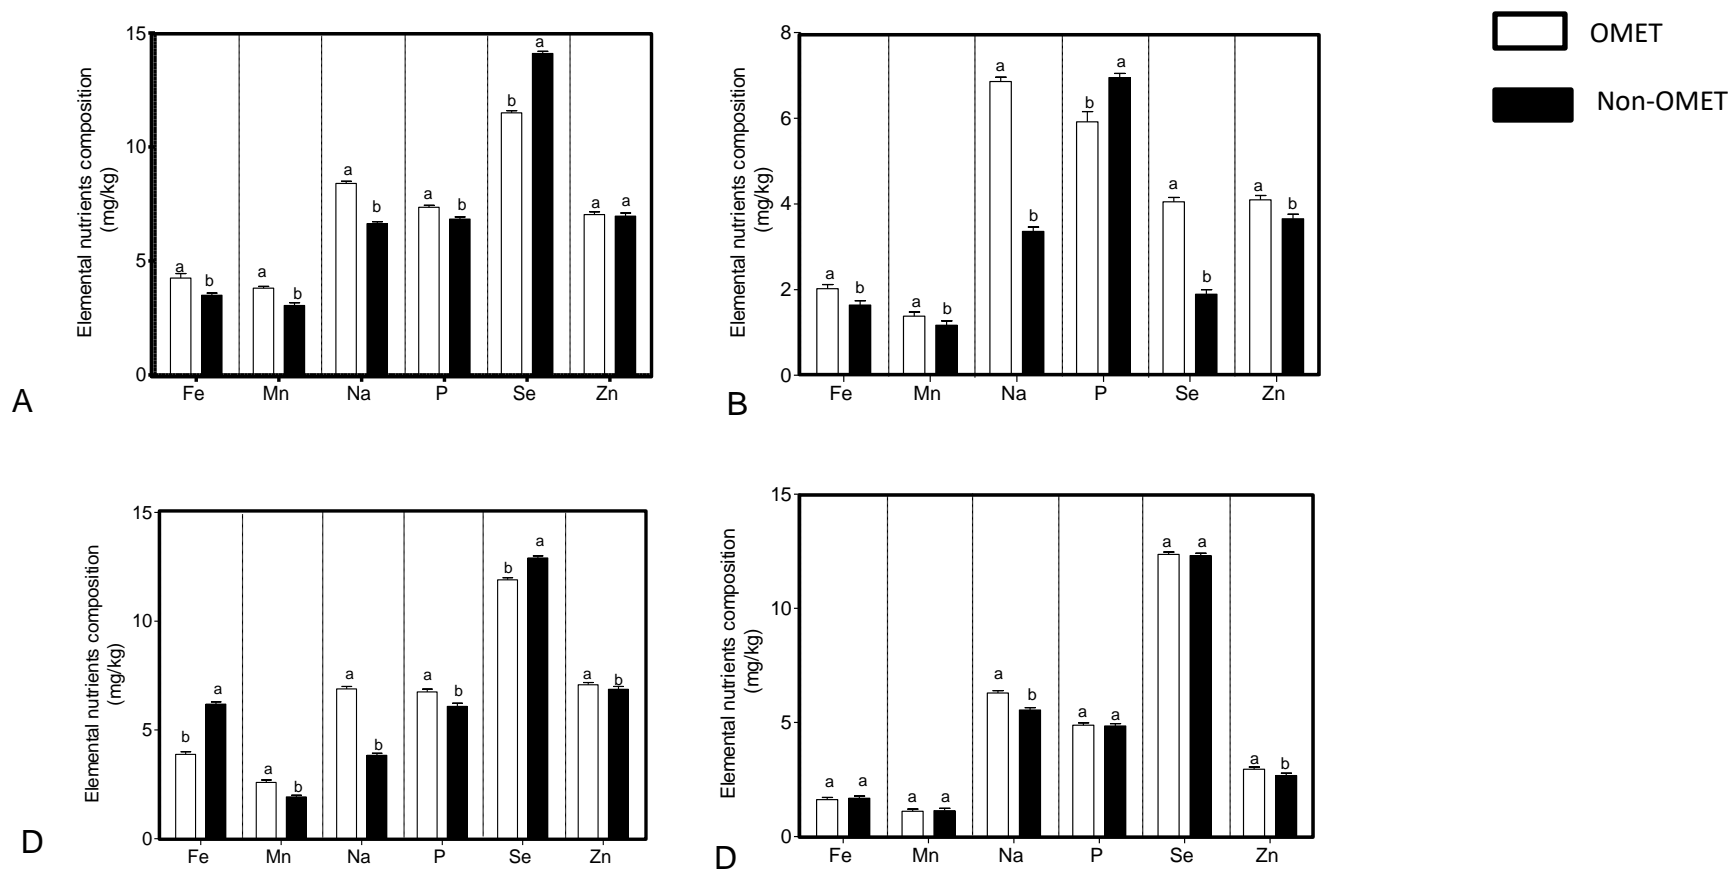 OMET
Non-OMET
Elemental nutrients composition
(mg/kg)
15
10
5
0
a
b
a
b
a
b
a
b
b
a
a
a
Fe Mn Na P Se Zn
A
Elemental nutrients composition
(mg/kg)
8
6
4
2
0
a
b
a
b
a
b
b
a
a
b
a
b
Fe Mn Na P Se Zn
B
Elemental nutrients composition
(mg/kg)
15
10
5
0
b
a
a
b
a
b
a
b
b
a
a
b
Fe Mn Na P Se Zn
D
Elemental nutrients composition
(mg/kg)
15
10
5
0
a
a
a
a
a
b
a
a
a
a
a
b
Fe Mn Na P Se Zn
D